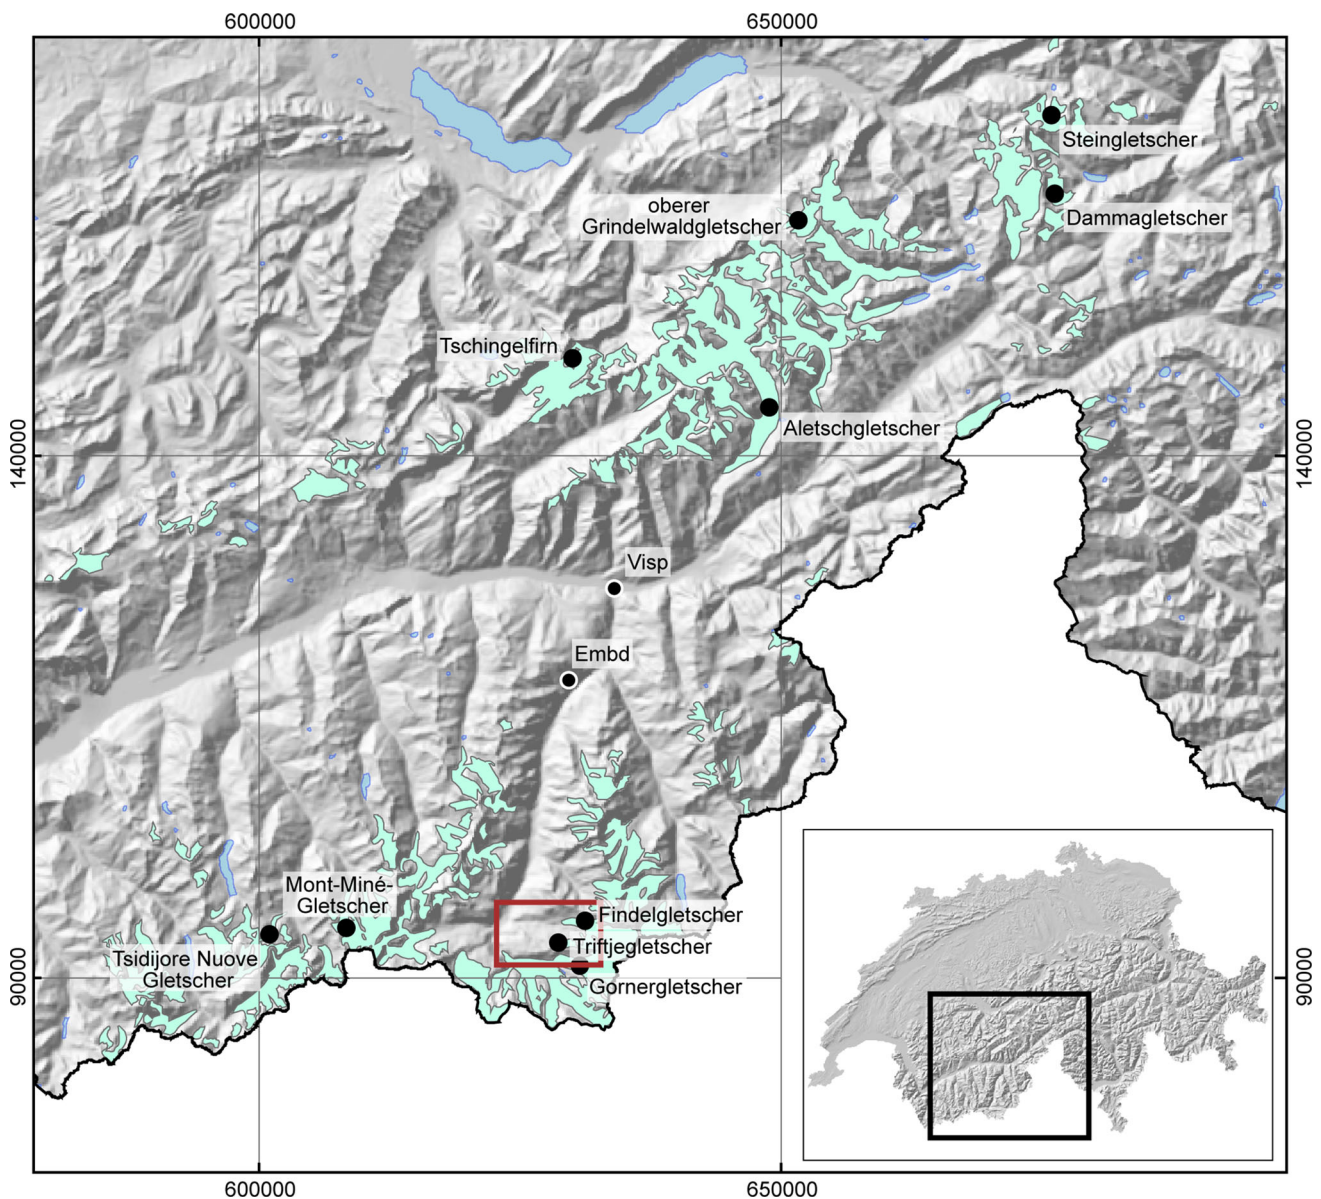 600000
650000
Steingletscher
oberer
Grindelwaldgletscher
Dammagletscher
Tschingelfirn
Aletschgletscher
140000
140000
Visp
Embd
Mont-Miné-
Gletscher
Findelgletscher
Triftjegletscher
Tsidijore Nuove
Gletscher
Gornergletscher
90000
90000
600000
650000